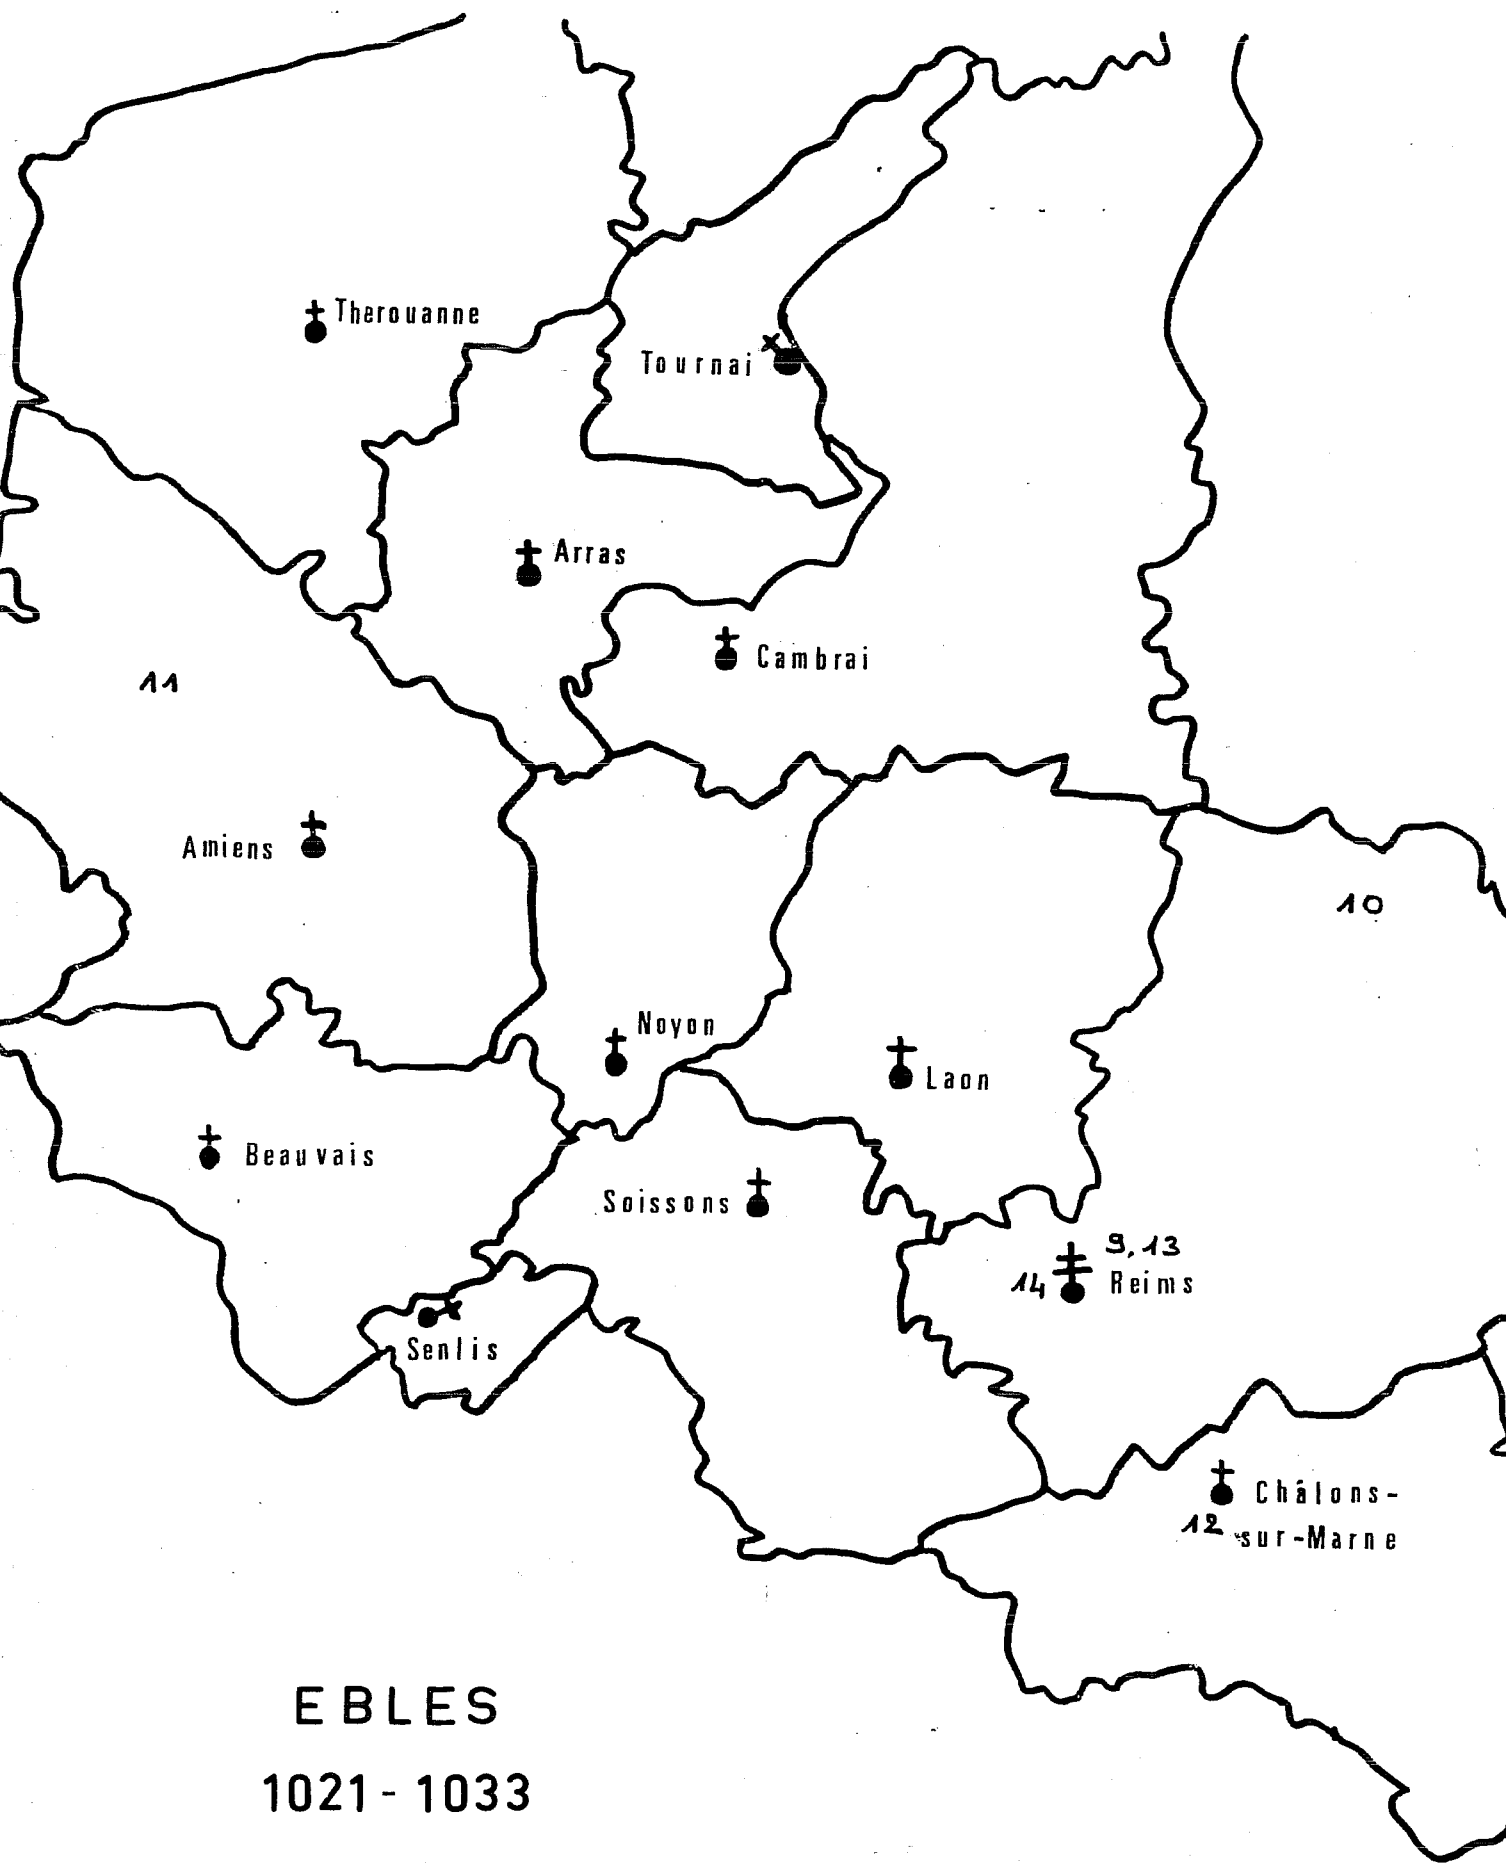 Therouanne
Tournai
Arras
Cambrai
11
Amiens
10
Noyon
Laon
Beauvais
Soissons
9,13
14 Reims
Senlis
Châlons-
12 sur-Marne
EBLES
1021-1033